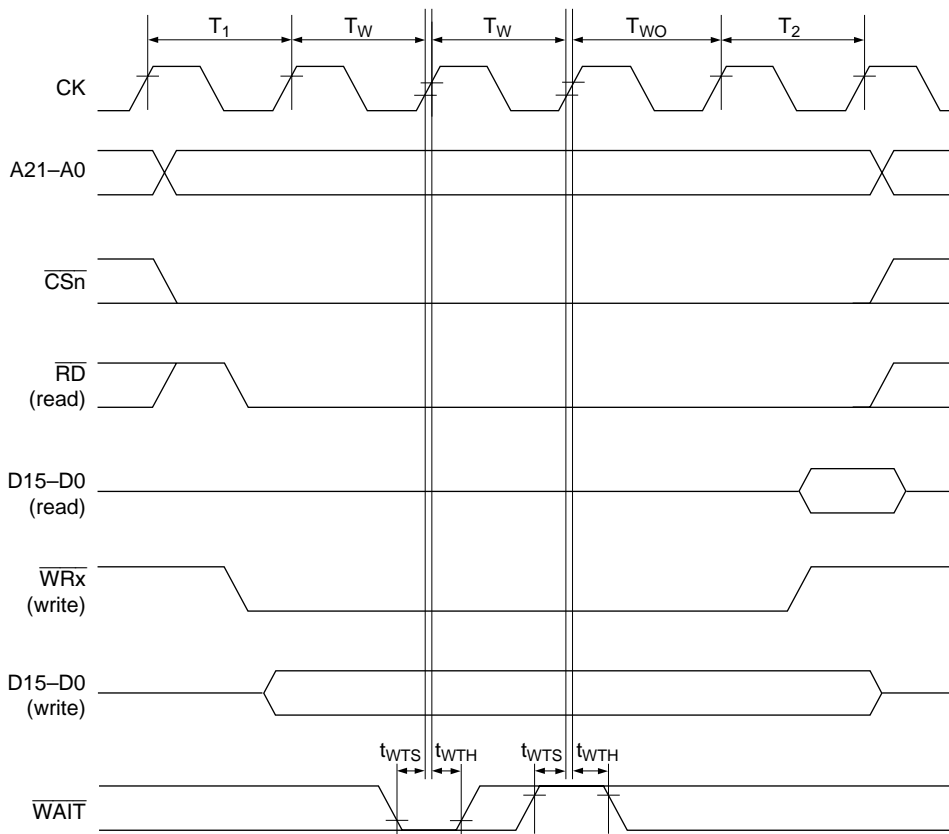 T1 TW TW TWO T2
CK
A21–A0
CSn
RD
(read)
D15–D0
(read)
WRx
(write)
D15–D0
(write)
tWTS tWTH tWTS tWTH
WAIT